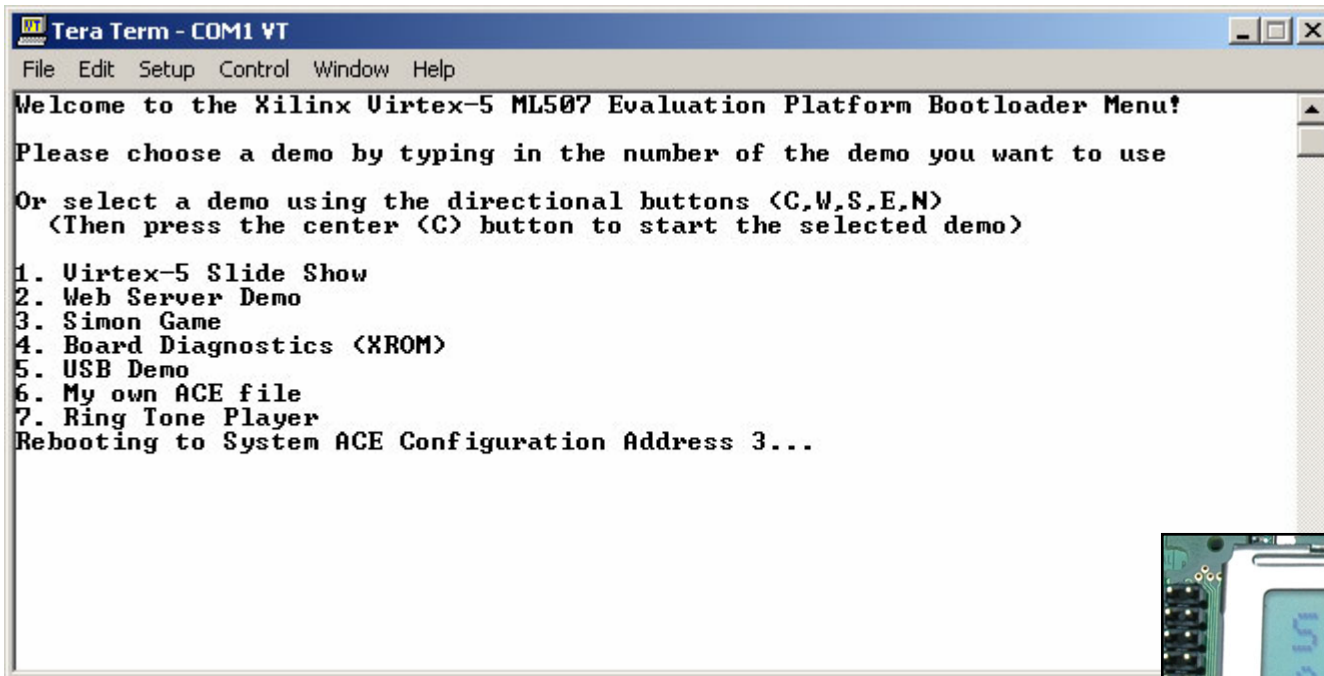 Tera Term - COM1 VT
File Edit Setup Control Window Help
Welcome to the Xilinx Virtex-5 ML507 Evaluation Platform Bootloader Menu!
Please choose a demo by typing in the number of the demo you want to use
Or select a demo using the directional buttons (C,W,S,E,N)
(Then press the center (C) button to start the selected demo)
1. Virtex-5 Slide Show
2. Web Server Demo
3. Simon Game
4. Board Diagnostics (XROM)
5. USB Demo
6. My own ACE file
7. Ring Tone Player
Rebooting to System ACE Configuration Address 3...